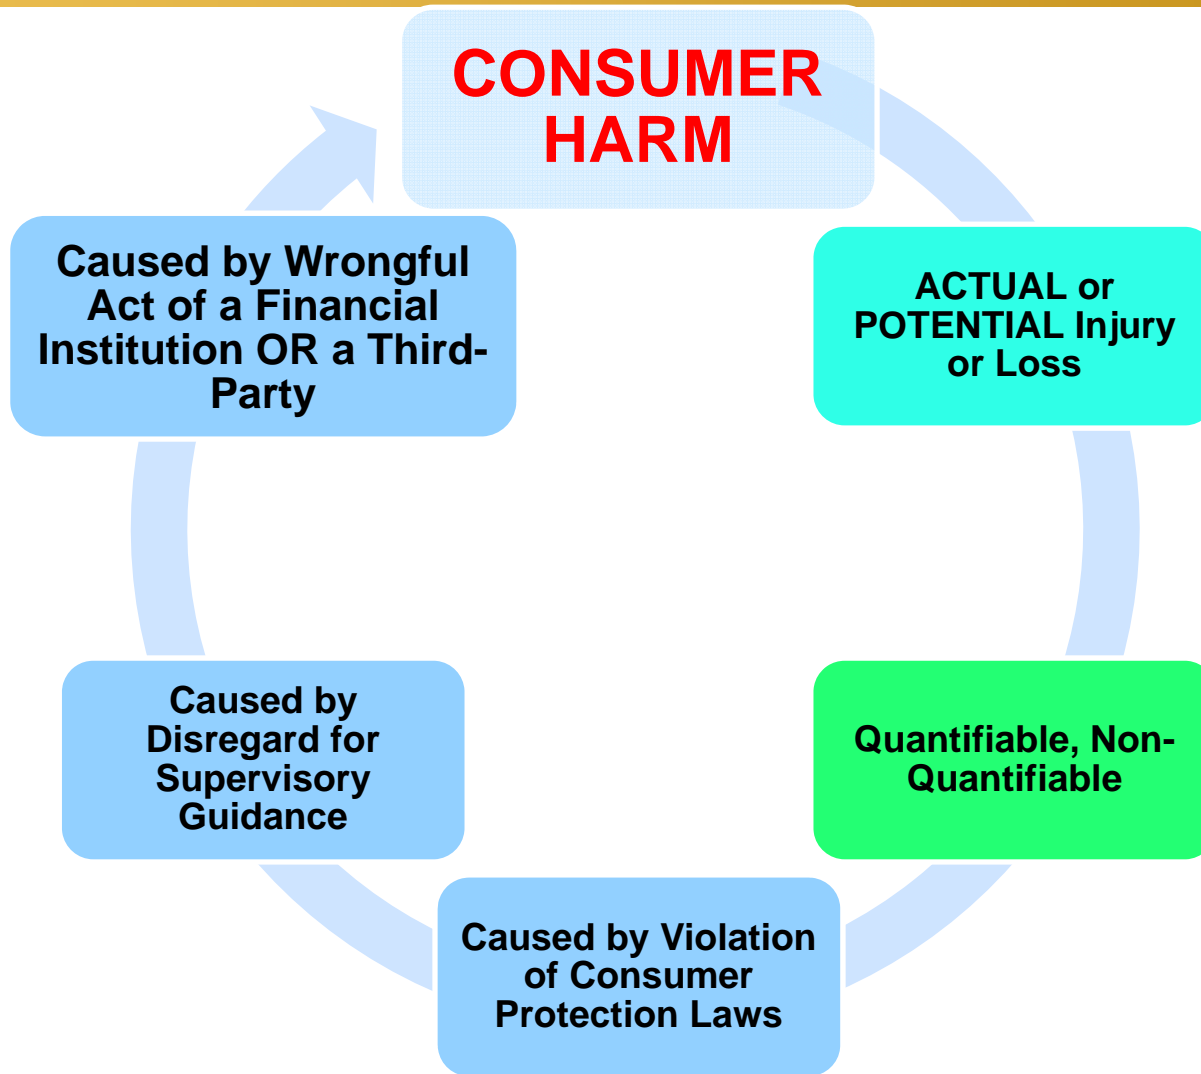 CONSUMER
HARM
ACTUAL or
POTENTIAL Injury
or Loss
Quantifiable, Non-
Quantifiable
Caused by Violation
of Consumer
Protection Laws
Caused by
Disregard for
Supervisory
Guidance
Caused by Wrongful
Act of a Financial
Institution OR a Third-
Party